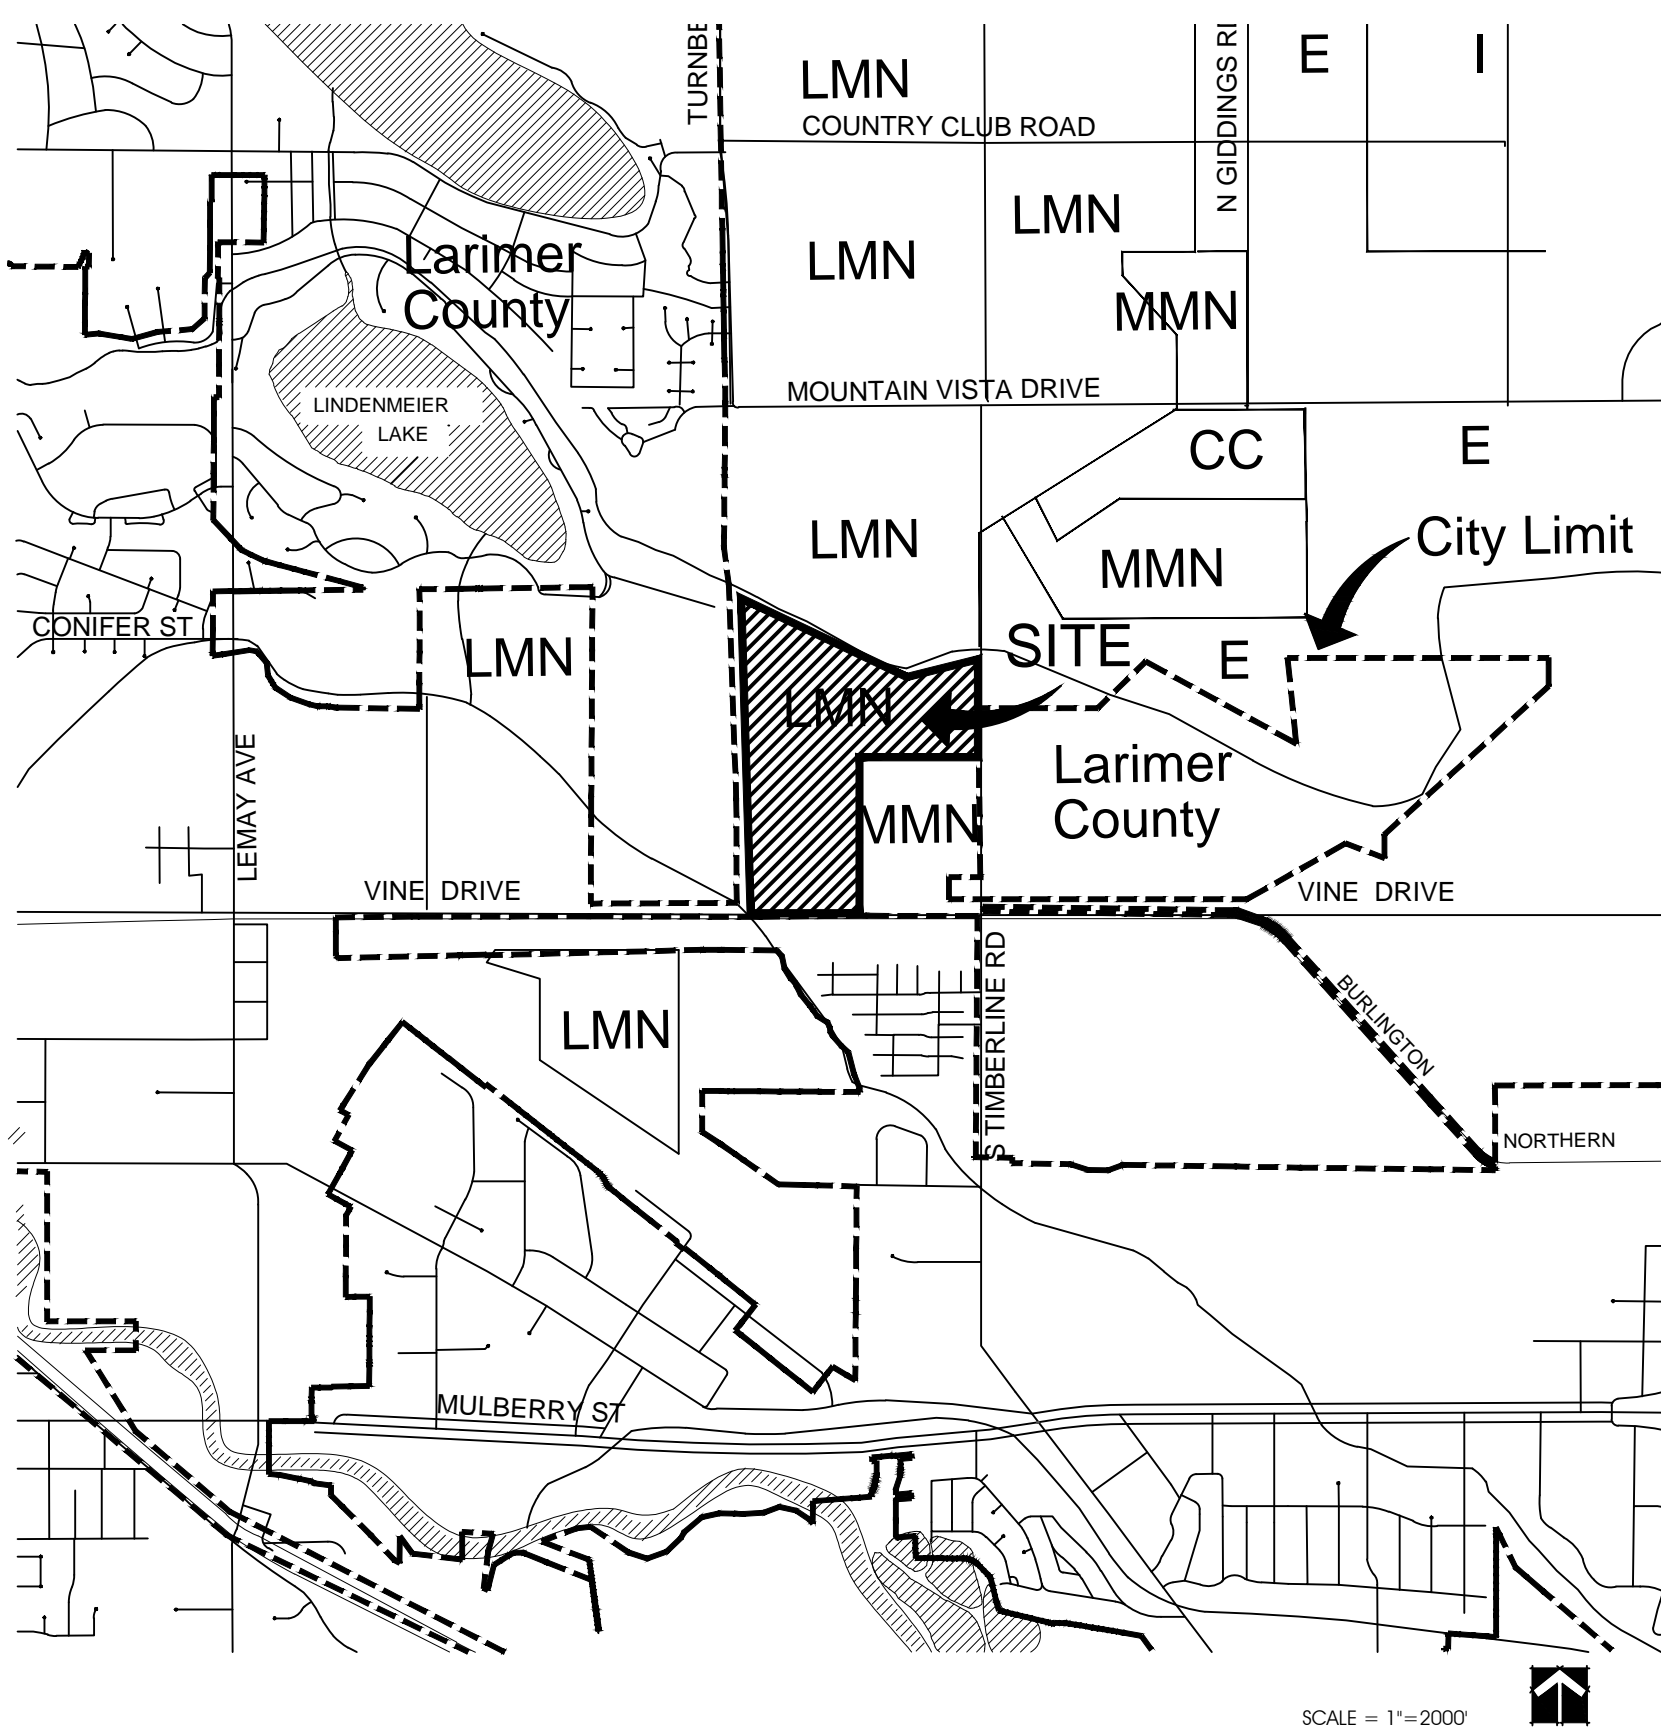 TURNBE
LMN
N GIDDINGS RI
E
I
COUNTRY CLUB ROAD
LMN
Larimer
County
LMN
MMN
MOUNTAIN VISTA DRIVE
LINDENMEIER
LAKE
CC
E
LMN
City Limit
MMN
CONIFER ST
LMN
SITE
E
LMN
Larimer
County
LEMAY AVE
MMN
VINE DRIVE
VINE DRIVE
S TIMBERLINE RD
BURLINGTON
LMN
NORTHERN
MULBERRY ST
SCALE = 1"=2000'